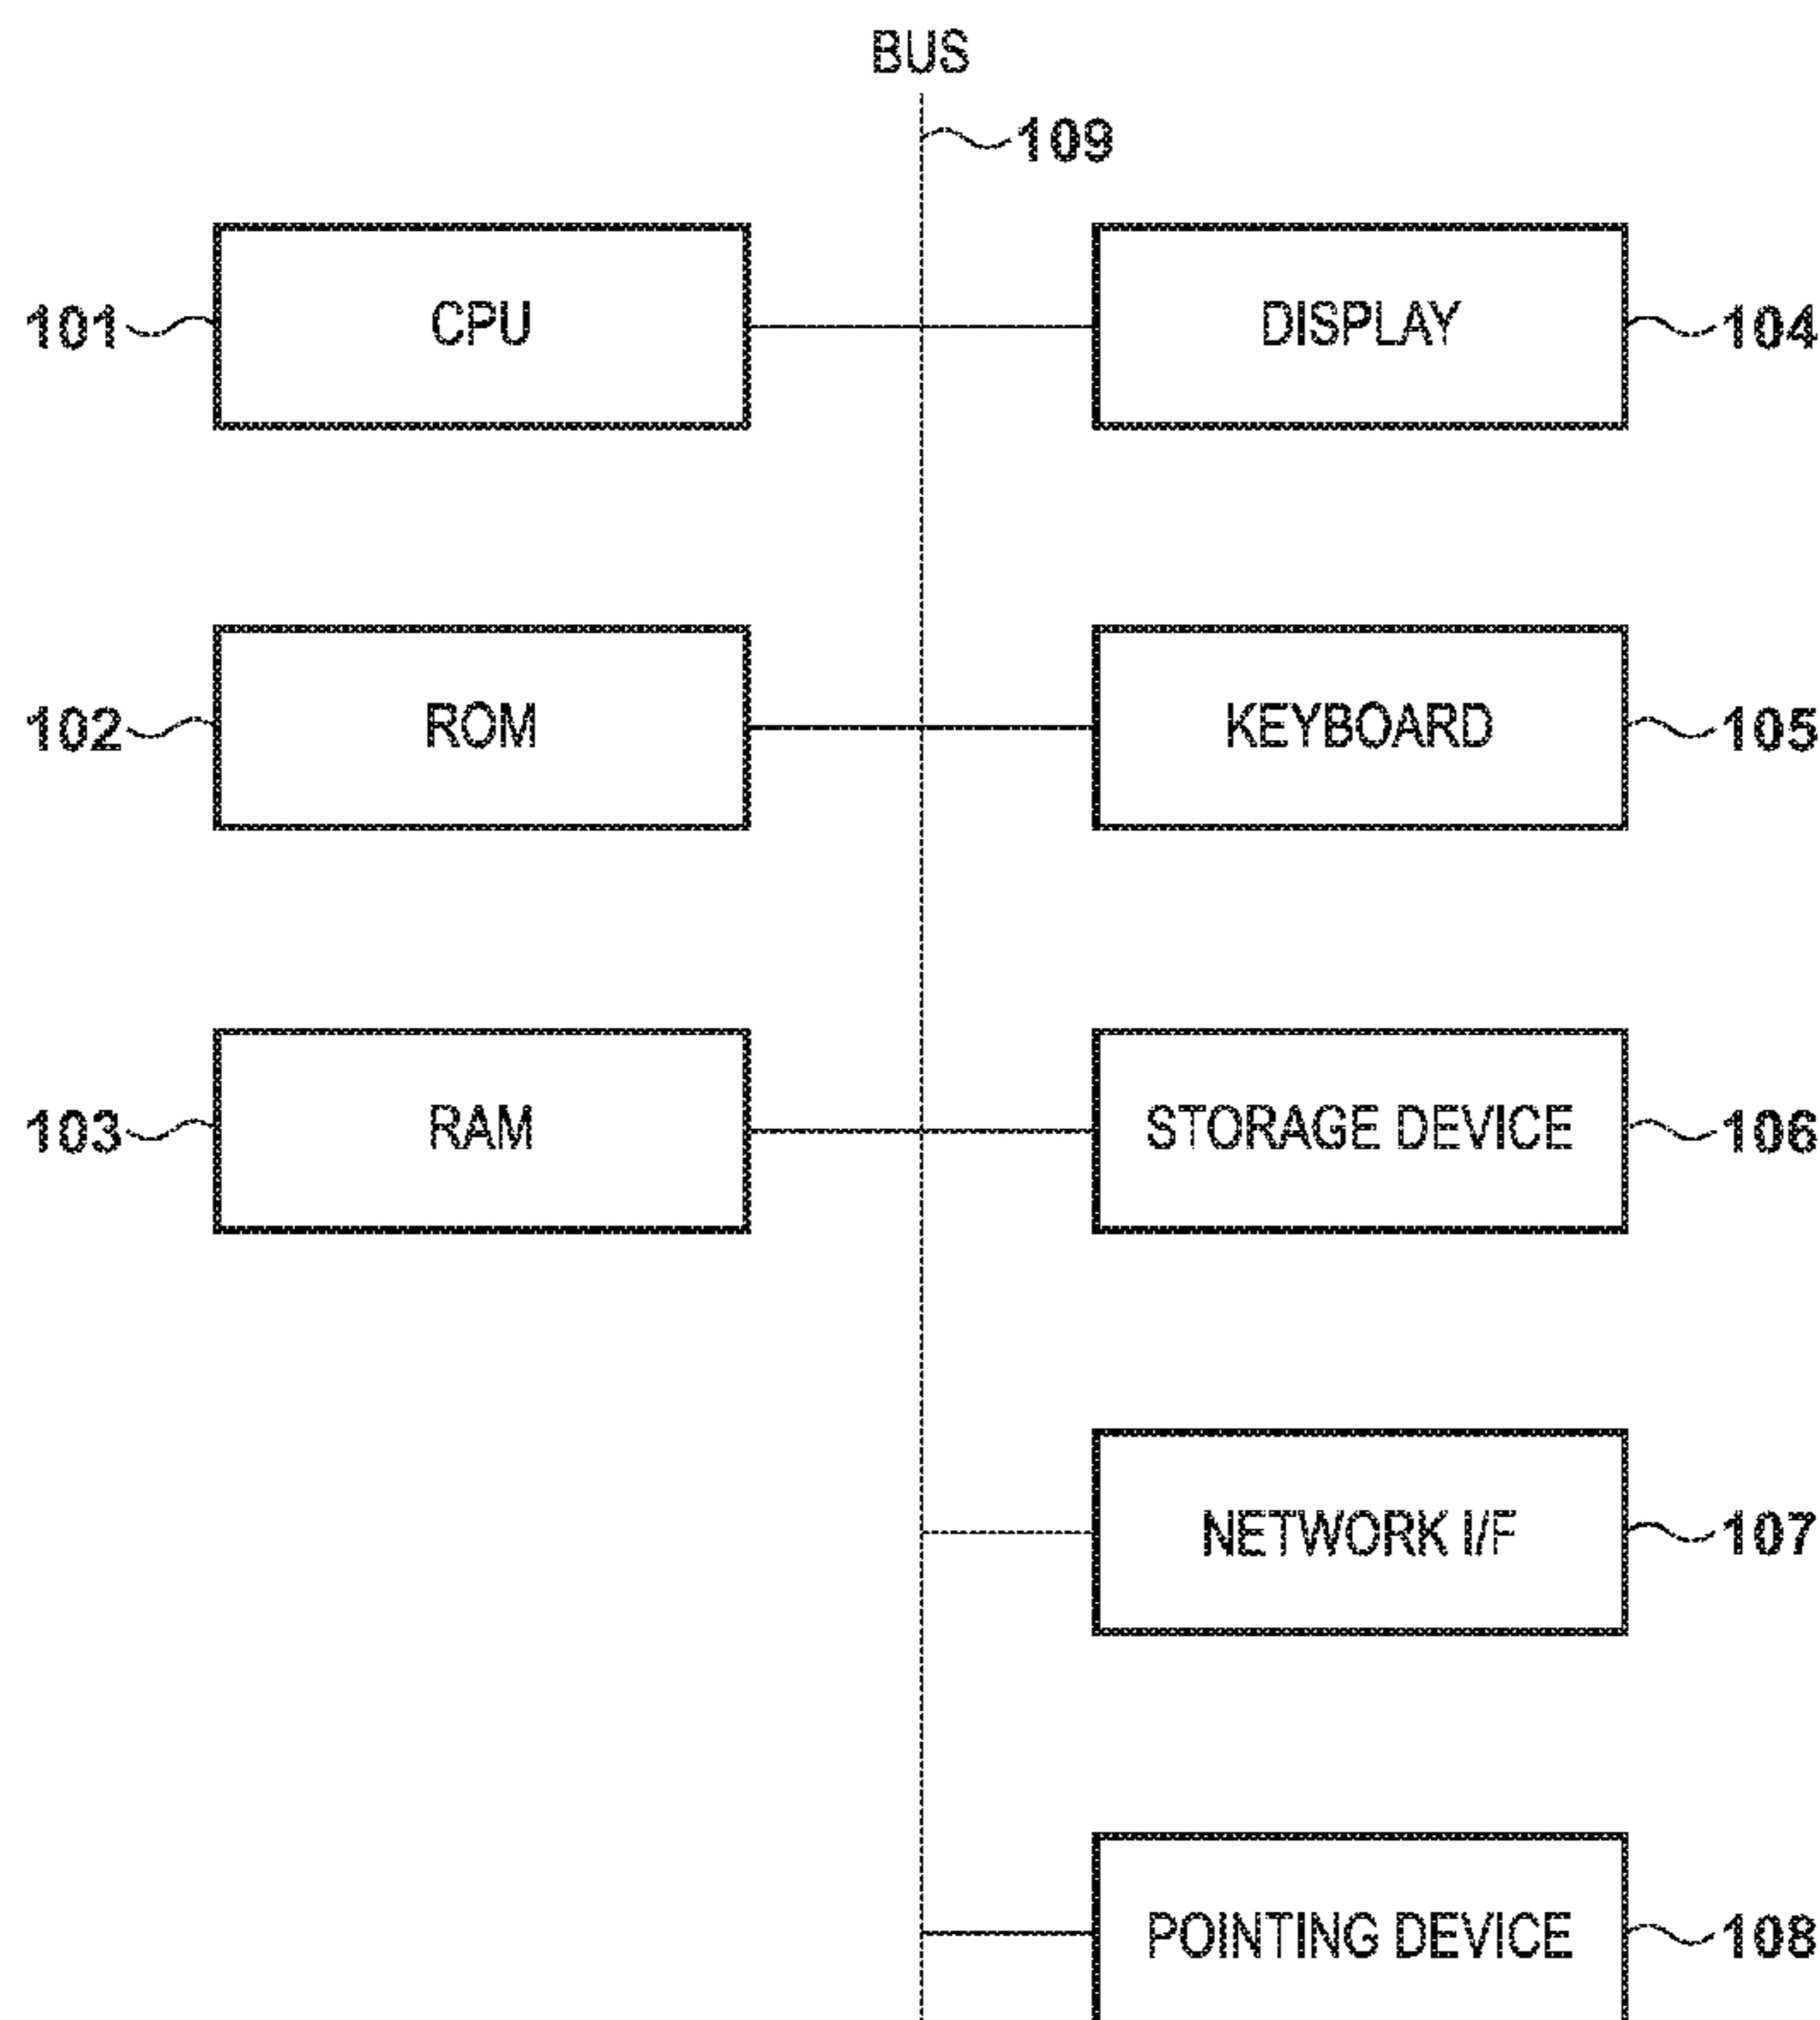 BUS
109
101 CPU DISPLAY 104
102 ROM KEYBOARD 105
103 RAM STORAGE DEVICE 106
NETWORK I/F 107
POINTING DEVICE 108